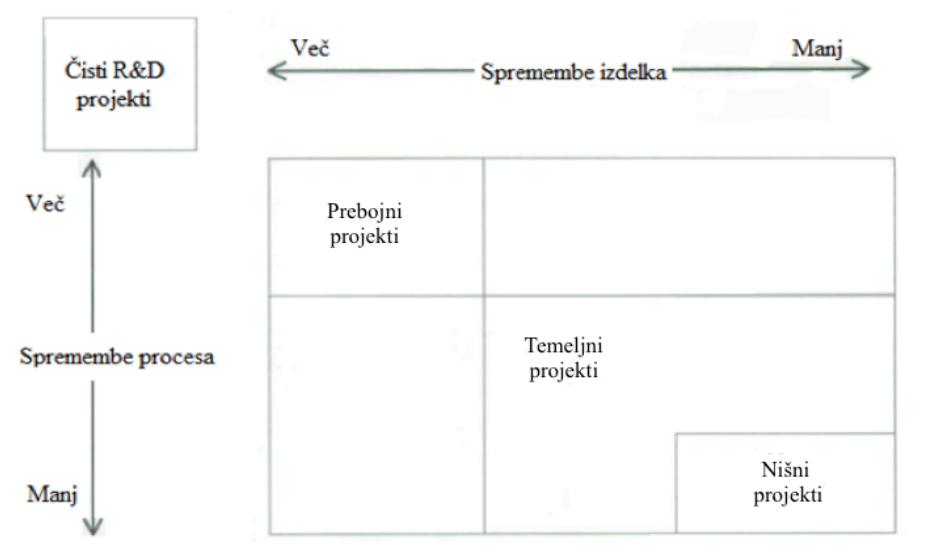 Čisti R&D
projekti
Več
Manj
Spremembe izdelka
Več
Prebojni
projekti
Spremembe procesa
Temeljni
projekti
Manj
Nišni
projekti